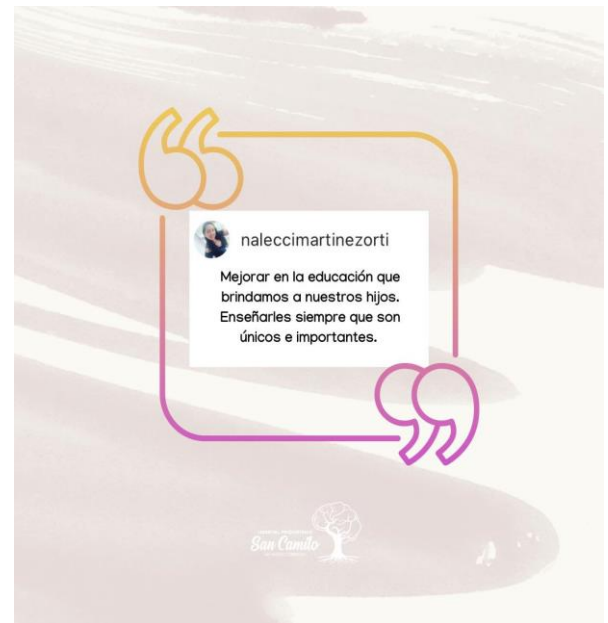 naleccimartinezorti
Mejorar en la educación que
brindamos a nuestros hijos.
Enseñarles siempre que son
únicos e importantes.
San Camilo